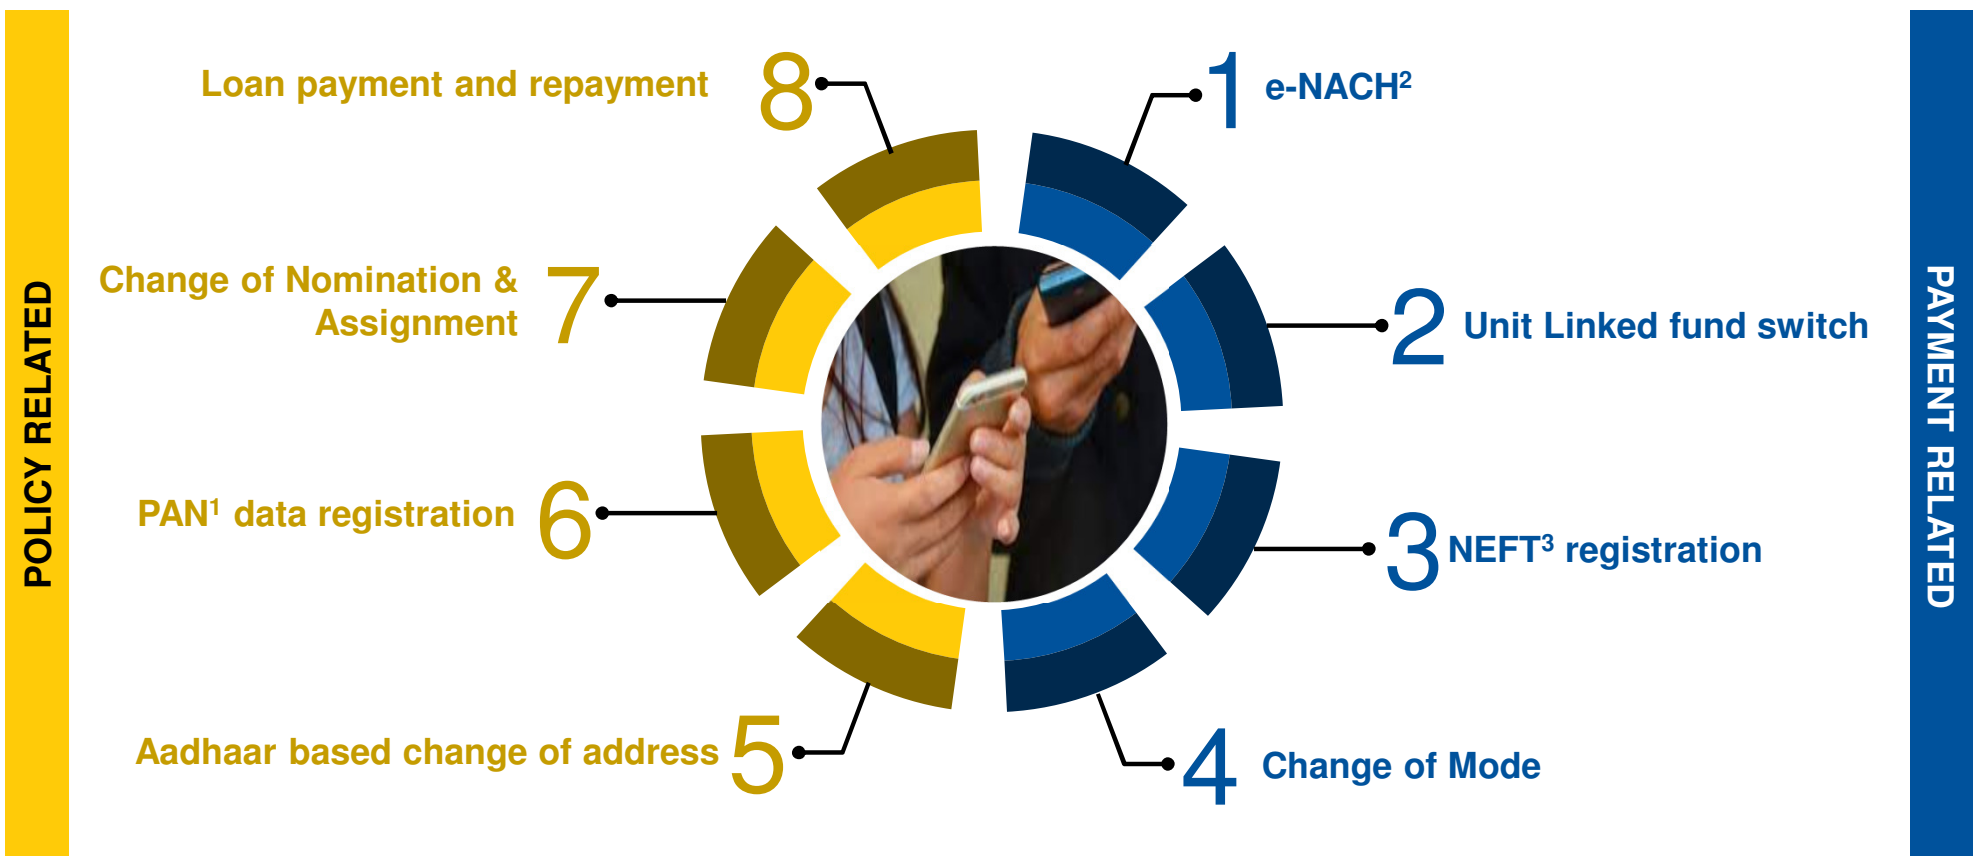 POLICY RELATED
8 Loan payment and repayment
7 Change of Nomination &
Assignment
6 PAN¹ data registration
5 Aadhaar based change of address
1 e-NACH²
2 Unit Linked fund switch
3 NEFT³ registration
4 Change of Mode
PAYMENT RELATED